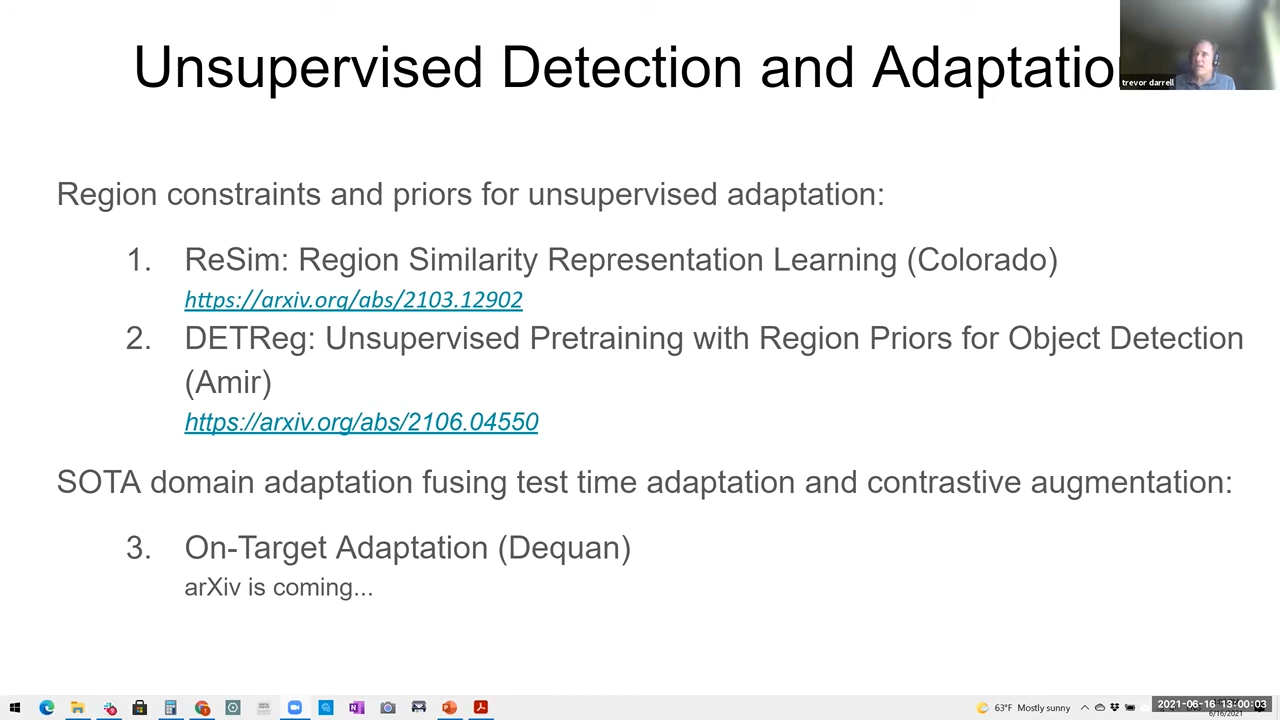 Unsupervised Detection and Adaptatio
trevor darrell
Region constraints and priors for unsupervised adaptation:
1. ReSim: Region Similarity Representation Learning (Colorado)
https://arxiv.org/abs/2103.12902
2. DETReg: Unsupervised Pretraining with Region Priors for Object Detection
(Amir)
https://arxiv.org/abs/2106.04550
SOTA domain adaptation fusing test time adaptation and contrastive augmentation:
3. On-Target Adaptation (Dequan)
arXiv is coming...
63°F Mostly sunny
2021-06-16 13:00:03
6/16/2021